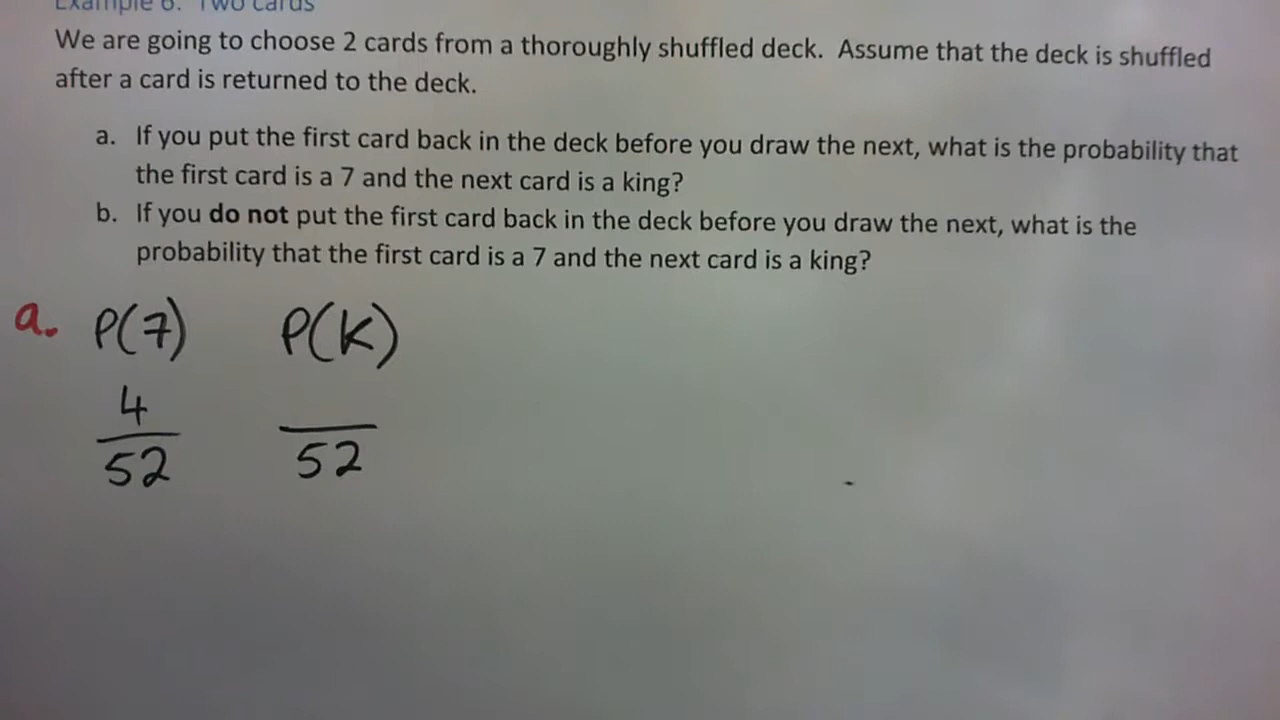 Example 6: Two Cards
We are going to choose 2 cards from a thoroughly shuffled deck. Assume that the deck is shuffled
after a card is returned to the deck.
a. If you put the first card back in the deck before you draw the next, what is the probability that
the first card is a 7 and the next card is a king?
b. If you do not put the first card back in the deck before you draw the next, what is the
probability that the first card is a 7 and the next card is a king?
a. P(7) P(K)
4
52 52